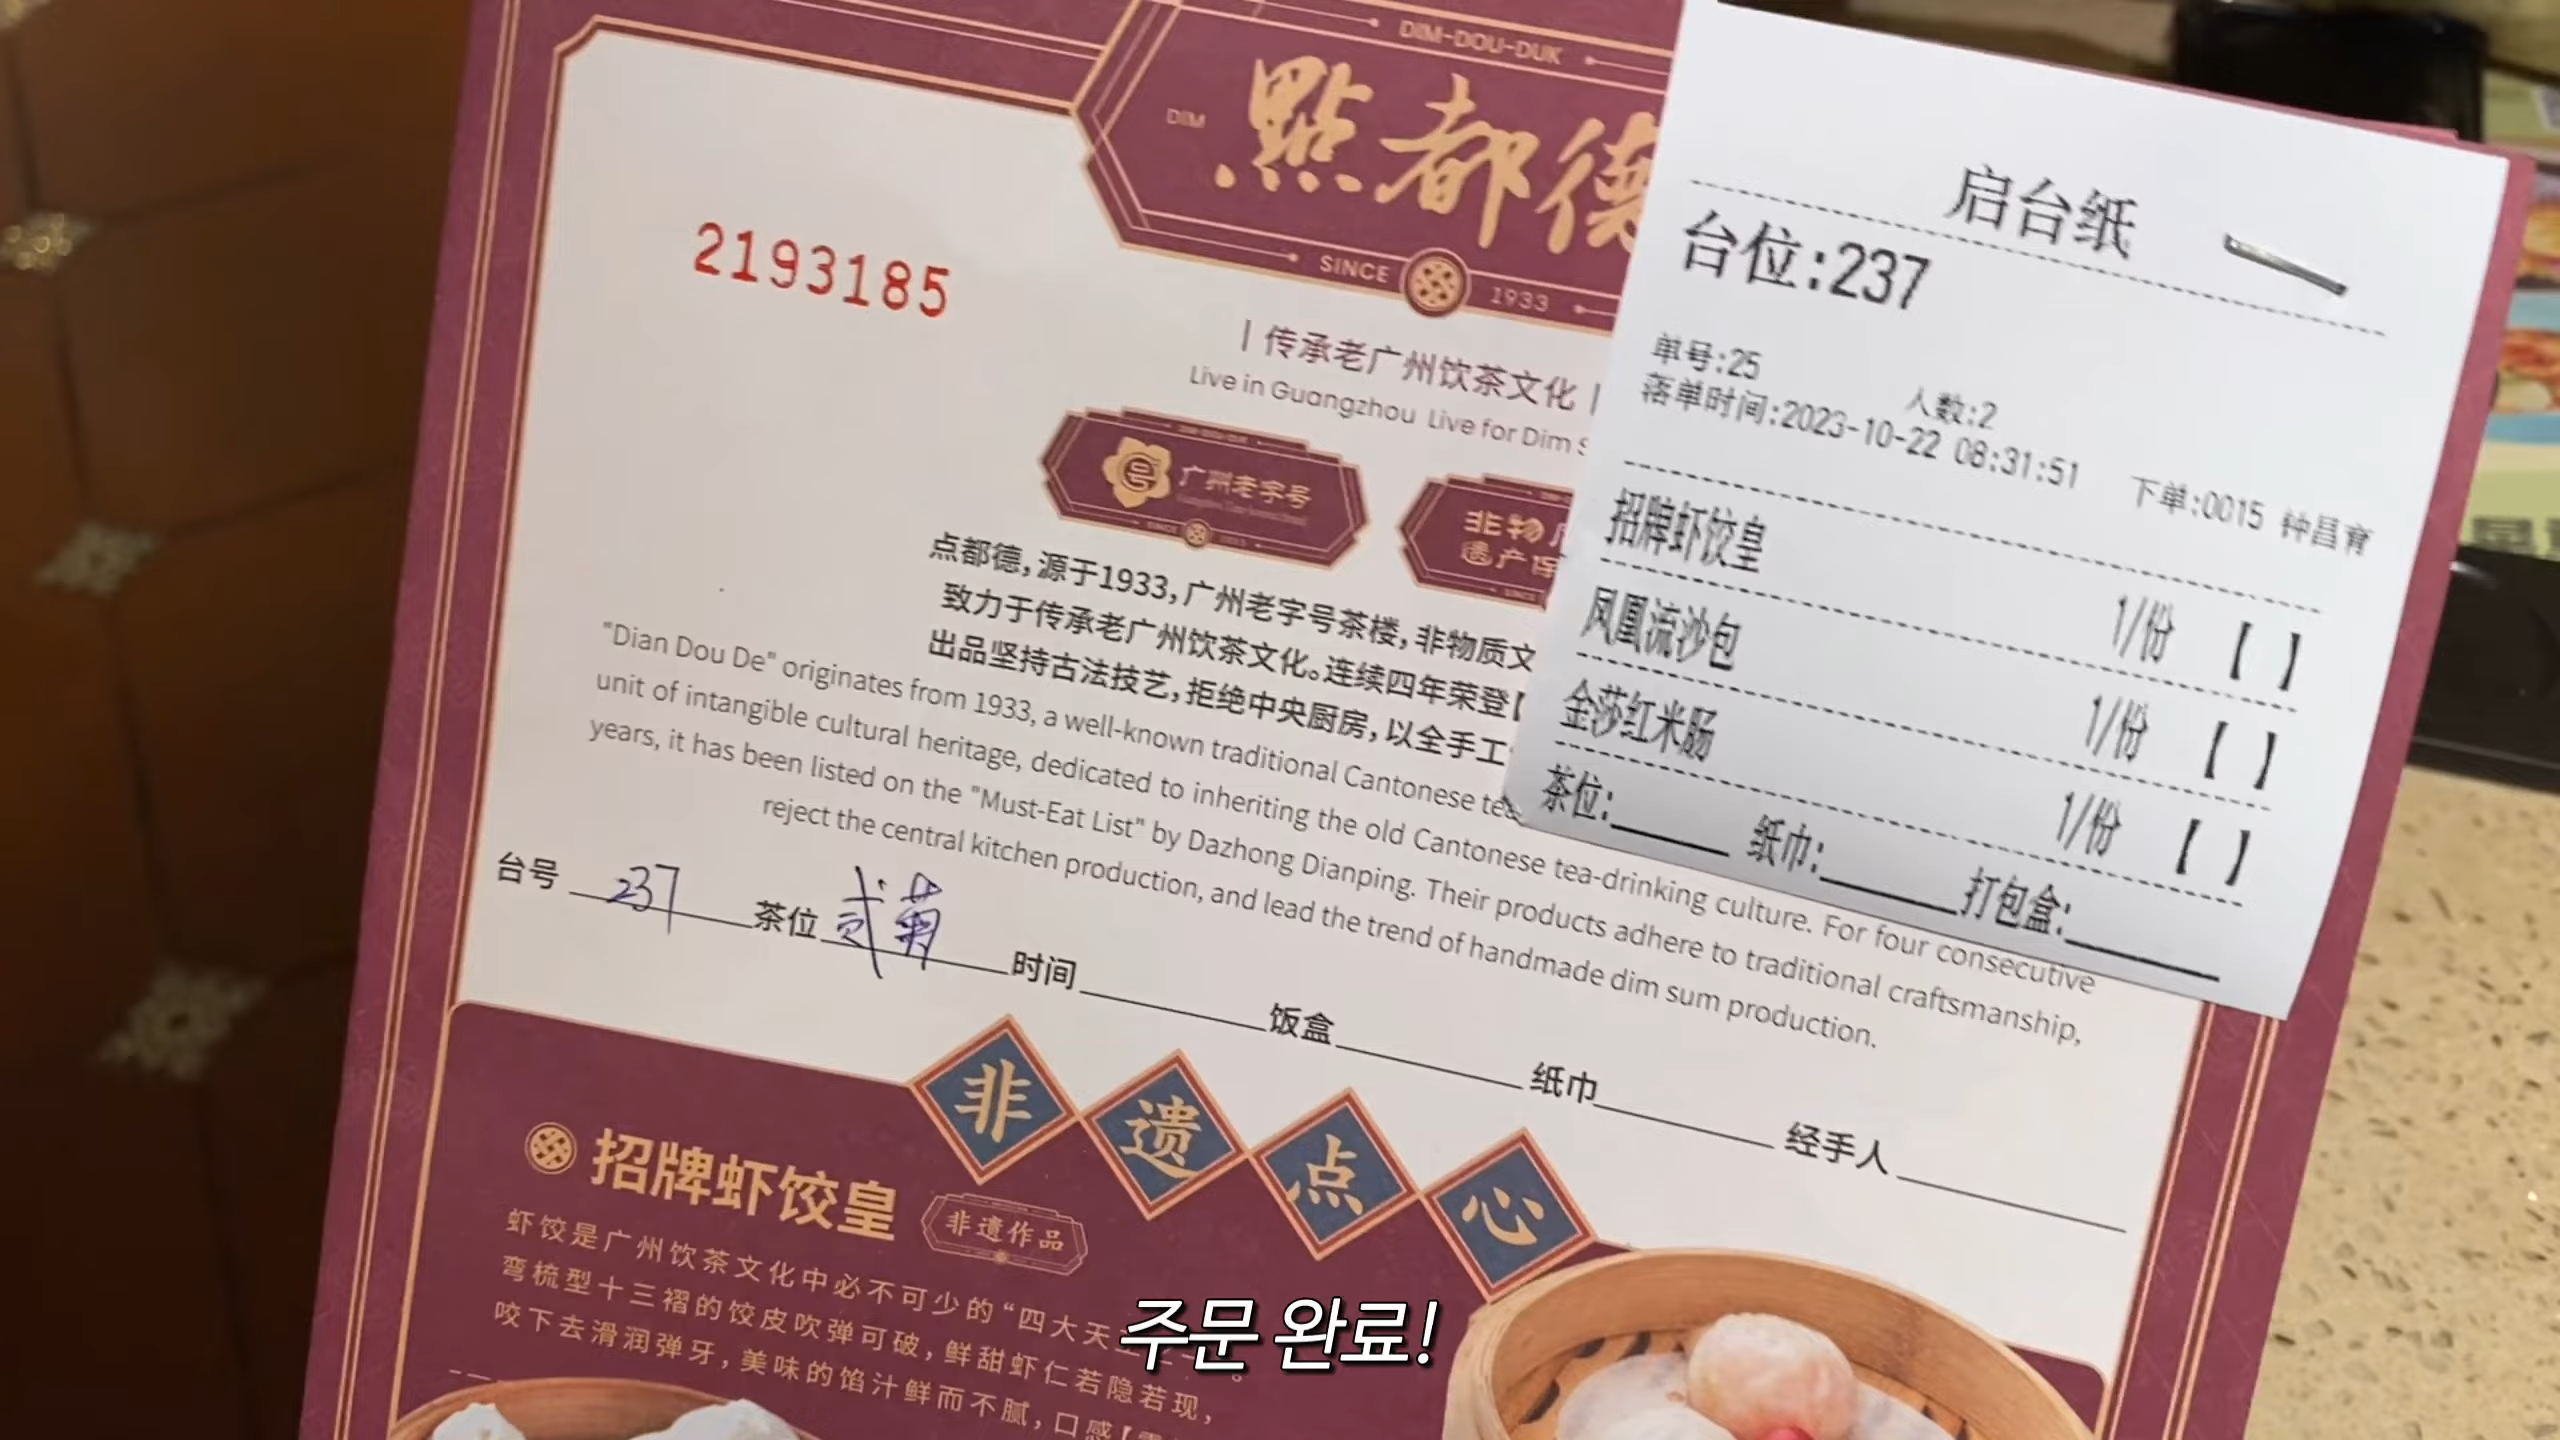 DIM-DOU-DUK
DIM
點都德
SINCE 1933
2193185
传承老广州饮茶文化
Live in Guangzhou Live for Dim
号 广州老字号
非物
遗产保
点都德，源于1933，广州老字号茶楼，非物质文
致力于传承老广州饮茶文化。连续四年荣登【
出品坚持古法技艺，拒绝中央厨房，以全手工
"Dian Dou De" originates from 1933, a well-known traditional Cantonese tea
unit of intangible cultural heritage, dedicated to inheriting the old Cantonese tea-drinking culture. For four consecutive
years, it has been listed on the "Must-Eat List" by Dazhong Dianping. Their products adhere to traditional craftsmanship,
reject the central kitchen production, and lead the trend of handmade dim sum production.
台号 237 茶位 贰菊 时间 饭盒 纸巾 经手人
非遗点心
招牌虾饺皇 非遗作品
虾饺是广州饮茶文化中必不可少的“四大天
弯梳型十三褶的饺皮吹弹可破，鲜甜虾仁若隐若现，
咬下去滑润弹牙，美味的馅汁鲜而不腻，口感【
启台纸
台位:237
单号:25 人数:2
落单时间:2023-10-22 08:31:51 下单:0015 钟昌育
招牌虾饺皇 1/份 【 】
凤凰流沙包 1/份 【 】
金莎红米肠 1/份 【 】
茶位: 纸巾: 打包盒:
주문 완료!